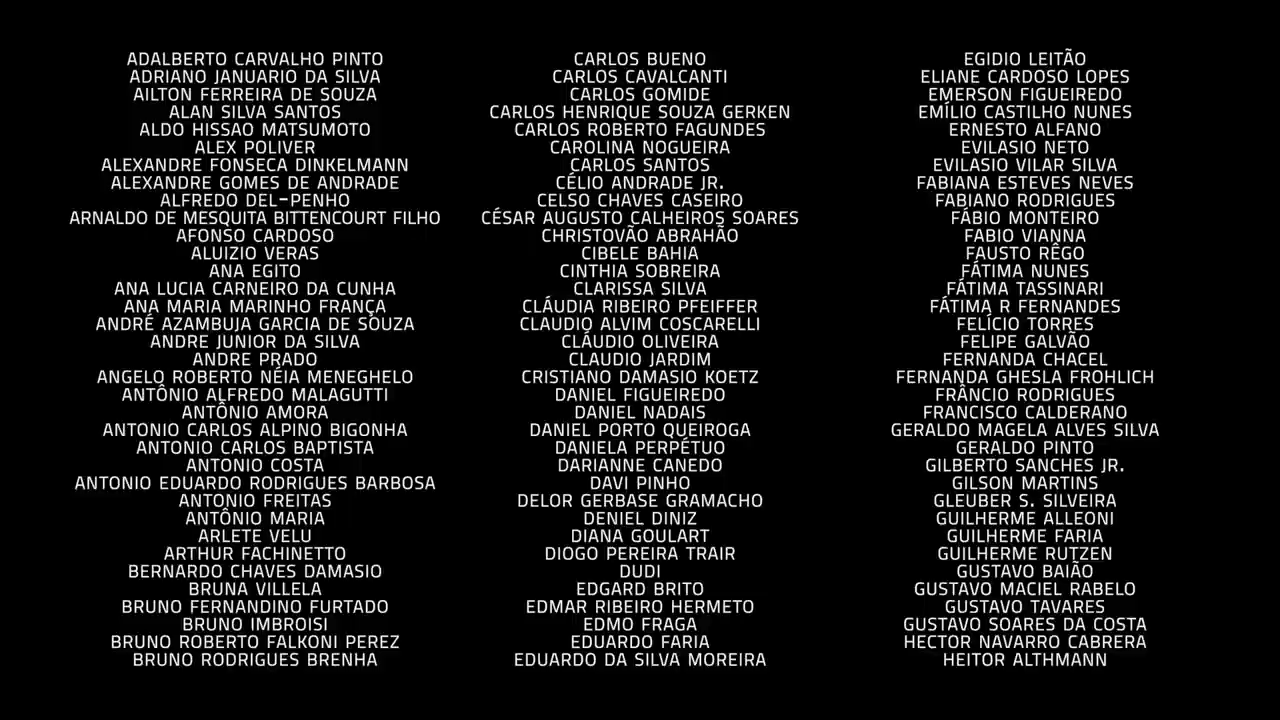 ADALBERTO CARVALHO PINTO
ADRIANO JANUARIO DA SILVA
AILTON FERREIRA DE SOUZA
ALAN SILVA SANTOS
ALDO HISSAO MATSUMOTO
ALEX POLIVER
ALEXANDRE FONSECA DINKELMANN
ALEXANDRE GOMES DE ANDRADE
ALFREDO DEL-PENHO
ARNALDO DE MESQUITA BITTENCOURT FILHO
AFONSO CARDOSO
ALUIZIO VERAS
ANA EGITO
ANA LUCIA CARNEIRO DA CUNHA
ANA MARIA MARINHO FRANÇA
ANDRÉ AZAMBUJA GARCIA DE SOUZA
ANDRE JUNIOR DA SILVA
ANDRE PRADO
ANGELO ROBERTO NÉIA MENEGHELO
ANTÔNIO ALFREDO MALAGUTTI
ANTÔNIO AMORA
ANTONIO CARLOS ALPINO BIGONHA
ANTONIO CARLOS BAPTISTA
ANTONIO COSTA
ANTONIO EDUARDO RODRIGUES BARBOSA
ANTONIO FREITAS
ANTÔNIO MARIA
ARLETE VELU
ARTHUR FACHINETTO
BERNARDO CHAVES DAMASIO
BRUNA VILLELA
BRUNO FERNANDINO FURTADO
BRUNO IMBROISI
BRUNO ROBERTO FALKONI PEREZ
BRUNO RODRIGUES BRENHA
CARLOS BUENO
CARLOS CAVALCANTI
CARLOS GOMIDE
CARLOS HENRIQUE SOUZA GERKEN
CARLOS ROBERTO FAGUNDES
CAROLINA NOGUEIRA
CARLOS SANTOS
CÉLIO ANDRADE JR.
CELSO CHAVES CASEIRO
CÉSAR AUGUSTO CALHEIROS SOARES
CHRISTOVÃO ABRAHÃO
CIBELE BAHIA
CINTHIA SOBREIRA
CLARISSA SILVA
CLÁUDIA RIBEIRO PFEIFFER
CLAUDIO ALVIM COSCARELLI
CLÁUDIO OLIVEIRA
CLAUDIO JARDIM
CRISTIANO DAMASIO KOETZ
DANIEL FIGUEIREDO
DANIEL NADAIS
DANIEL PORTO QUEIROGA
DANIELA PERPÉTUO
DARIANNE CANEDO
DAVI PINHO
DELOR GERBASE GRAMACHO
DENIEL DINIZ
DIANA GOULART
DIOGO PEREIRA TRAIR
DUDI
EDGARD BRITO
EDMAR RIBEIRO HERMETO
EDMO FRAGA
EDUARDO FARIA
EDUARDO DA SILVA MOREIRA
EGIDIO LEITÃO
ELIANE CARDOSO LOPES
EMERSON FIGUEIREDO
EMÍLIO CASTILHO NUNES
ERNESTO ALFANO
EVILASIO NETO
EVILASIO VILAR SILVA
FABIANA ESTEVES NEVES
FABIANO RODRIGUES
FÁBIO MONTEIRO
FABIO VIANNA
FAUSTO RÊGO
FÁTIMA NUNES
FÁTIMA TASSINARI
FÁTIMA R FERNANDES
FELÍCIO TORRES
FELIPE GALVÃO
FERNANDA CHACEL
FERNANDA GHESLA FROHLICH
FRÂNCIO RODRIGUES
FRANCISCO CALDERANO
GERALDO MAGELA ALVES SILVA
GERALDO PINTO
GILBERTO SANCHES JR.
GILSON MARTINS
GLEUBER S. SILVEIRA
GUILHERME ALLEONI
GUILHERME FARIA
GUILHERME RUTZEN
GUSTAVO BAIÃO
GUSTAVO MACIEL RABELO
GUSTAVO TAVARES
GUSTAVO SOARES DA COSTA
HECTOR NAVARRO CABRERA
HEITOR ALTHMANN